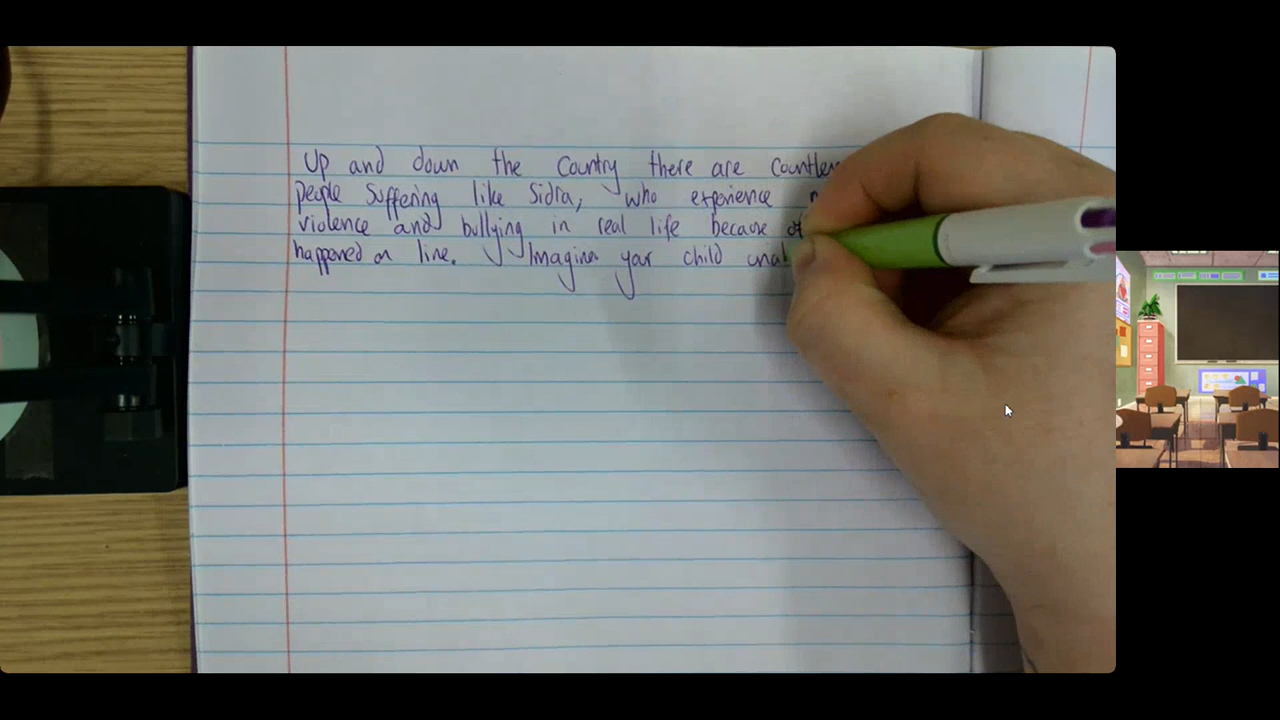 Up and down the Country there are
people Suffering like Sidra, who experience
violence and bullying in real life because
happened on line. Imagine your child